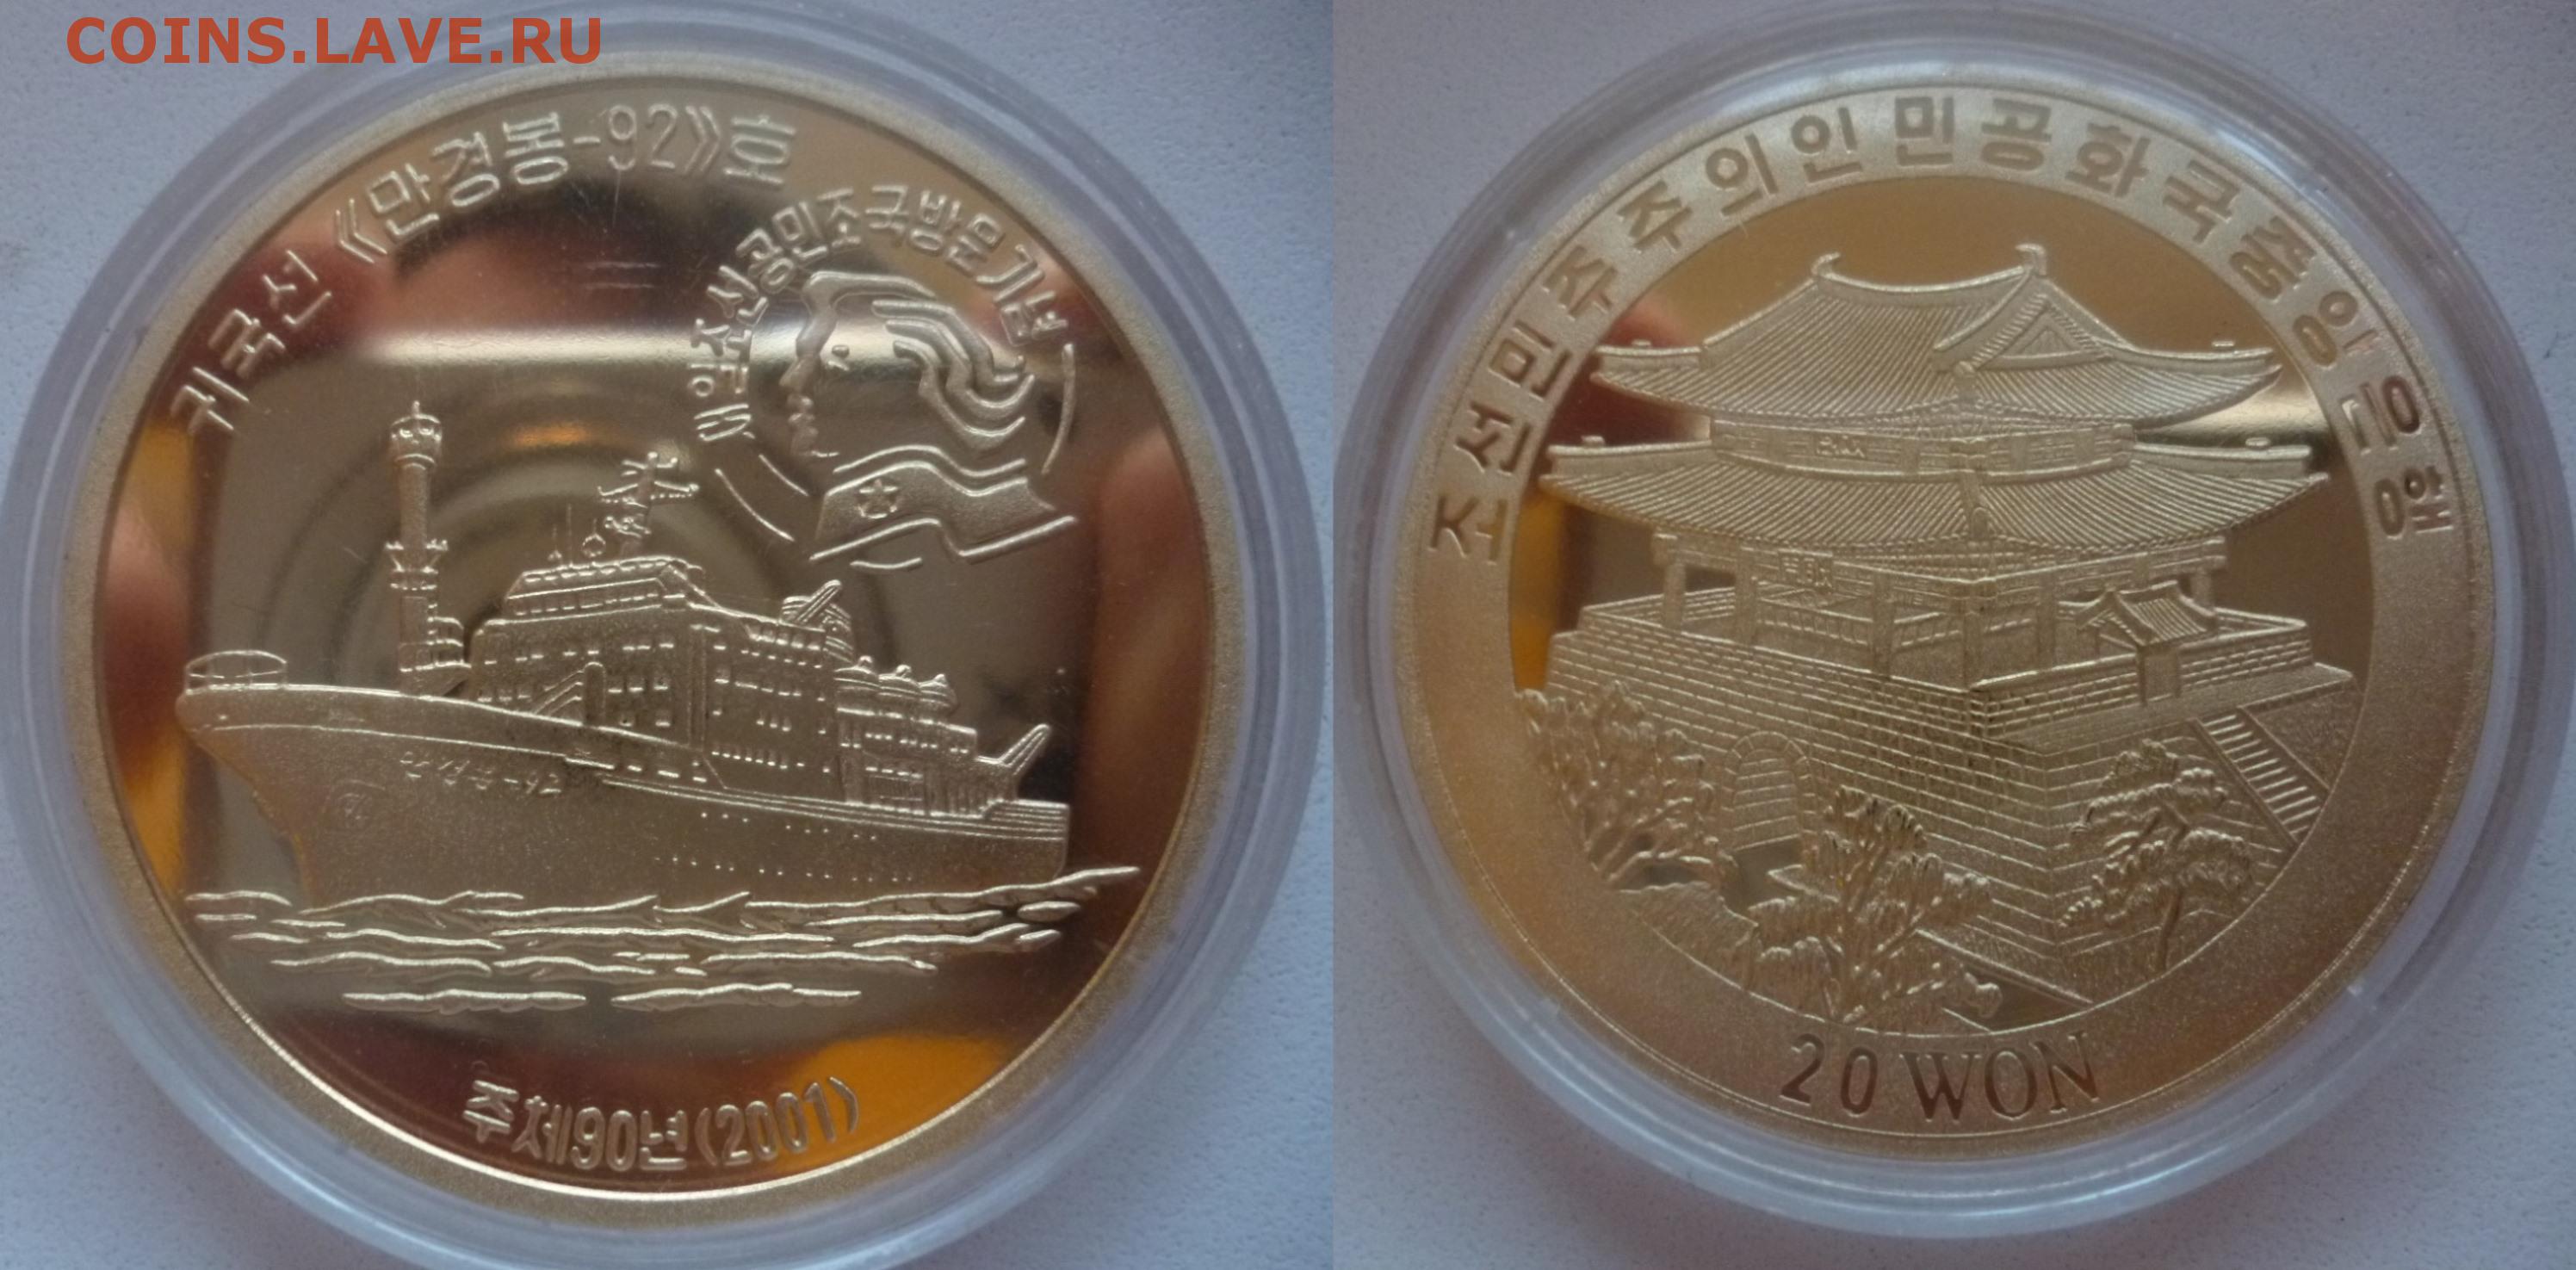 COINS.LAVE.RU
귀국선 《만경봉-92》호
재중조선공민조국방문기념
만경봉-92
주체90년(2001)
조선민주주의인민공화국중앙은행
20 WON